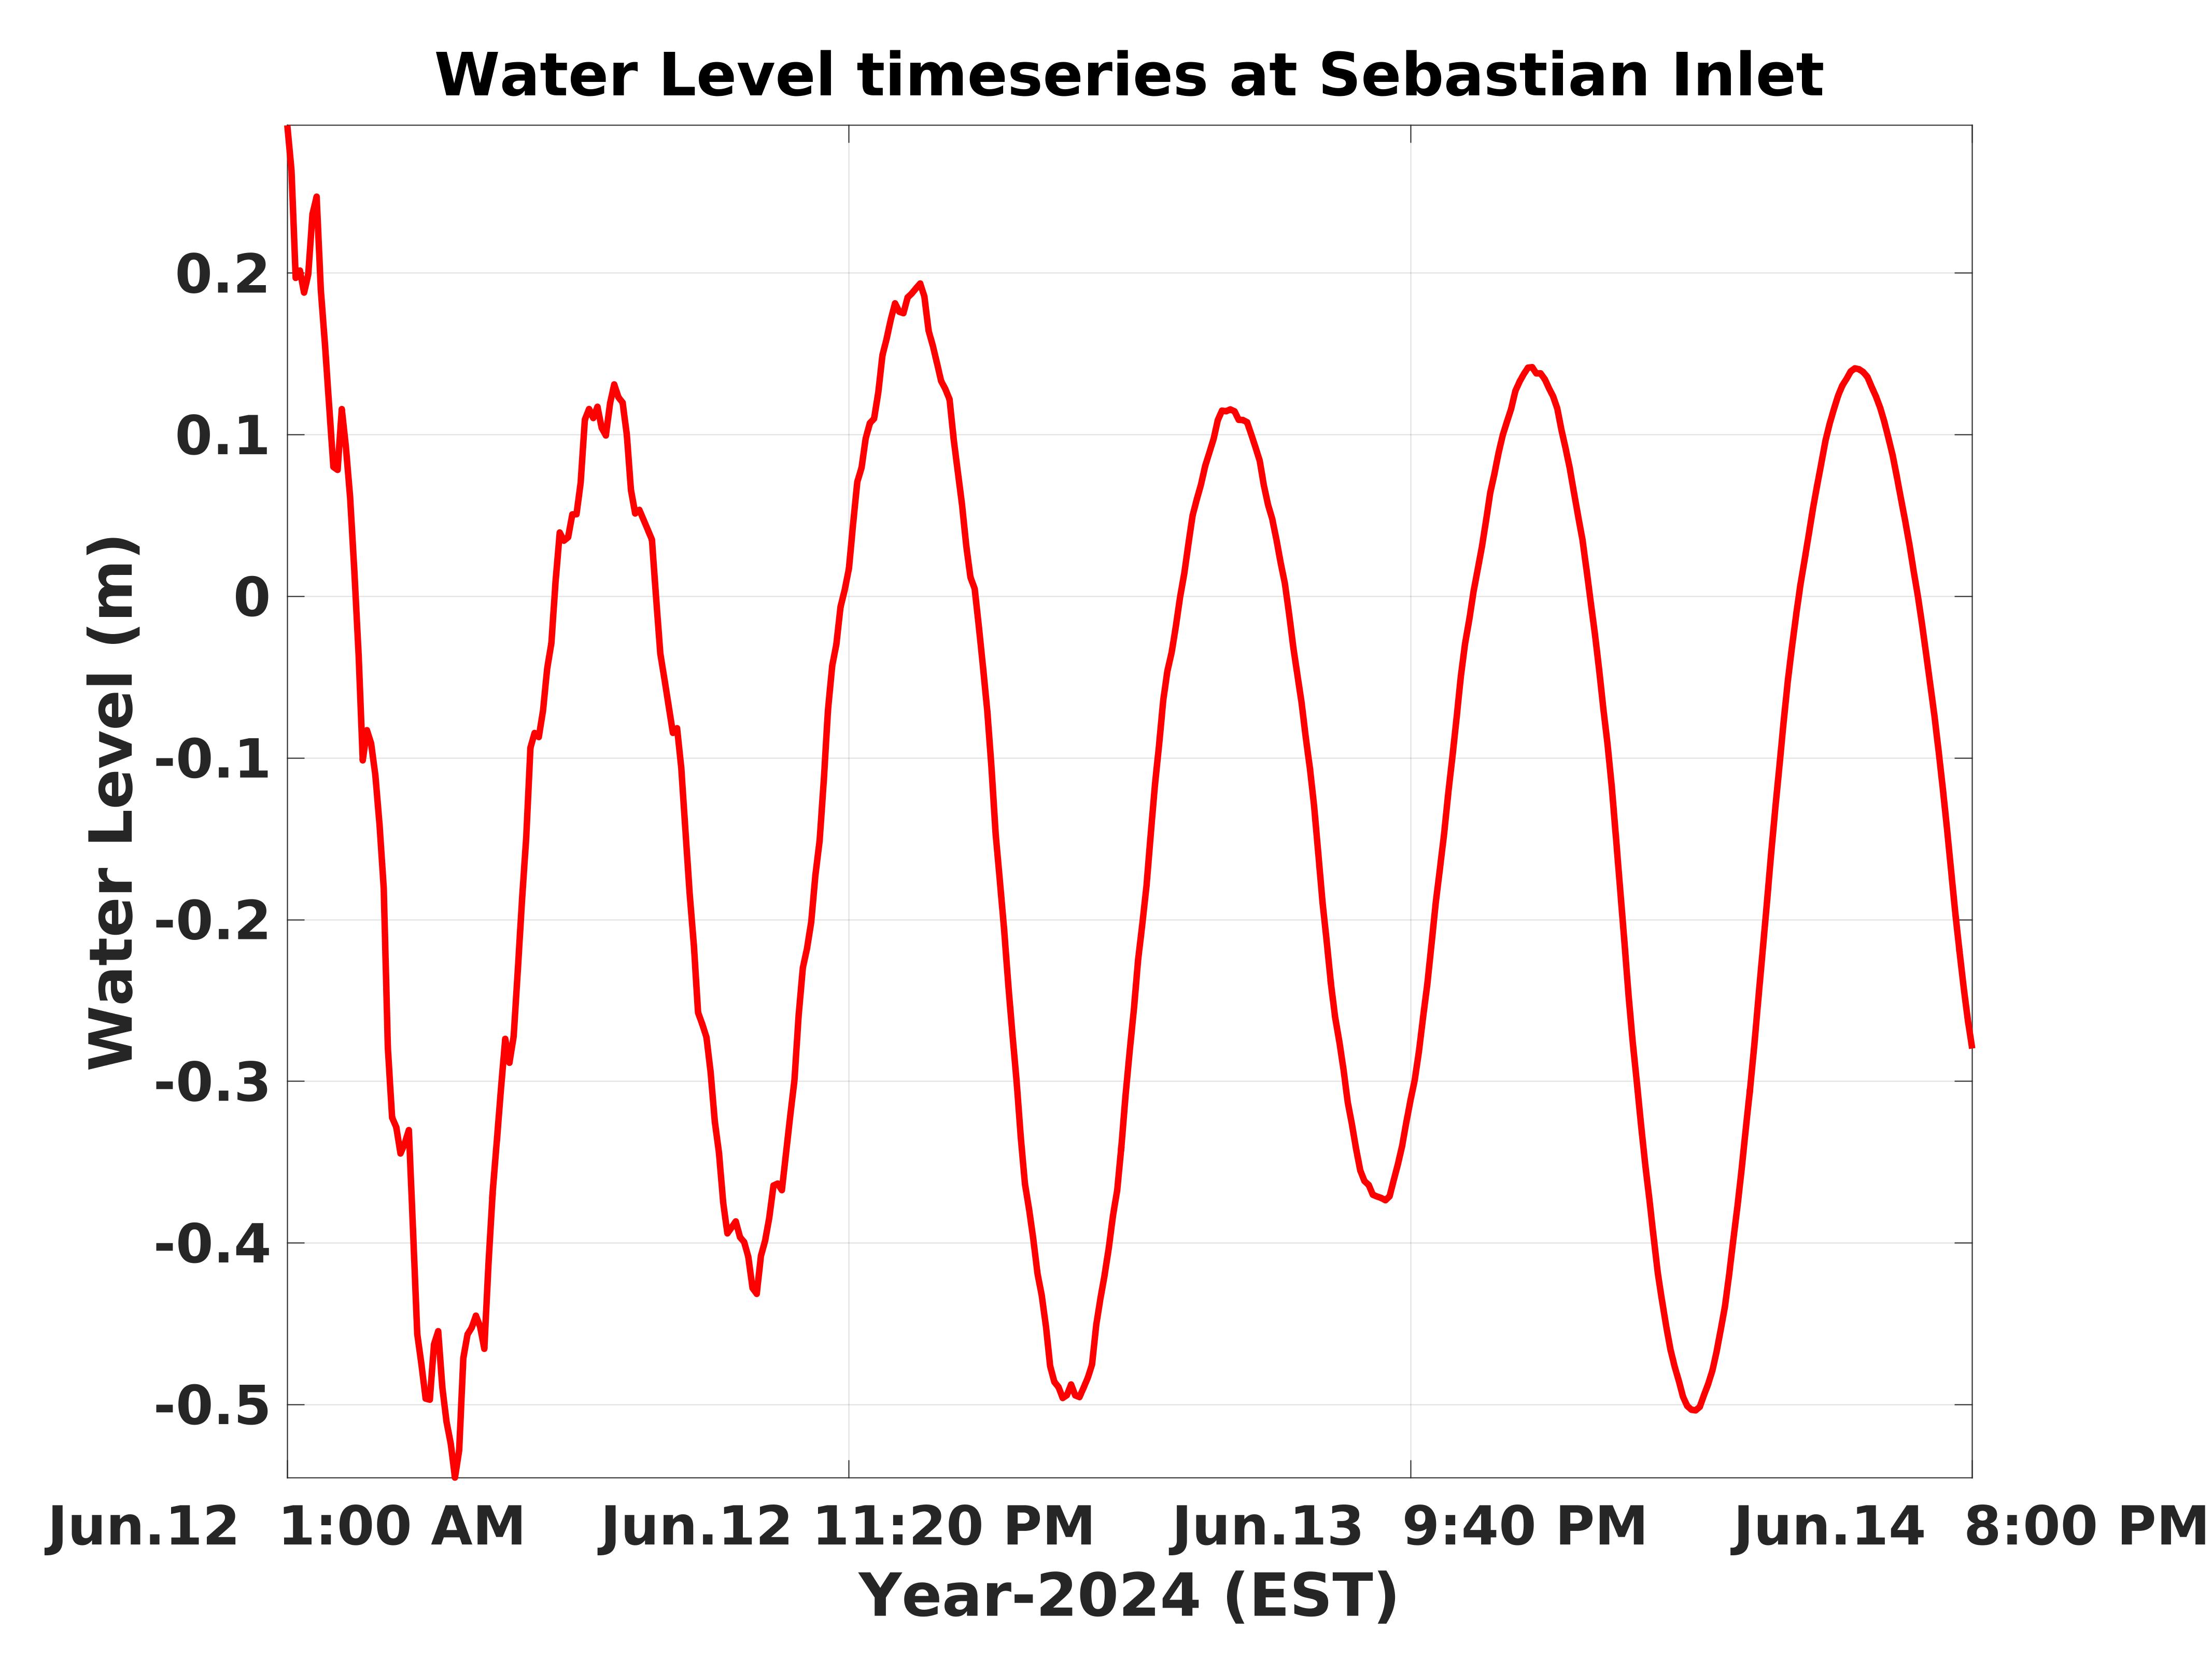 Water Level timeseries at Sebastian Inlet
Water Level (m)
0.2
0.1
0
-0.1
-0.2
-0.3
-0.4
-0.5
Jun.12 1:00 AM
Jun.12 11:20 PM
Jun.13 9:40 PM
Jun.14 8:00 PM
Year-2024 (EST)